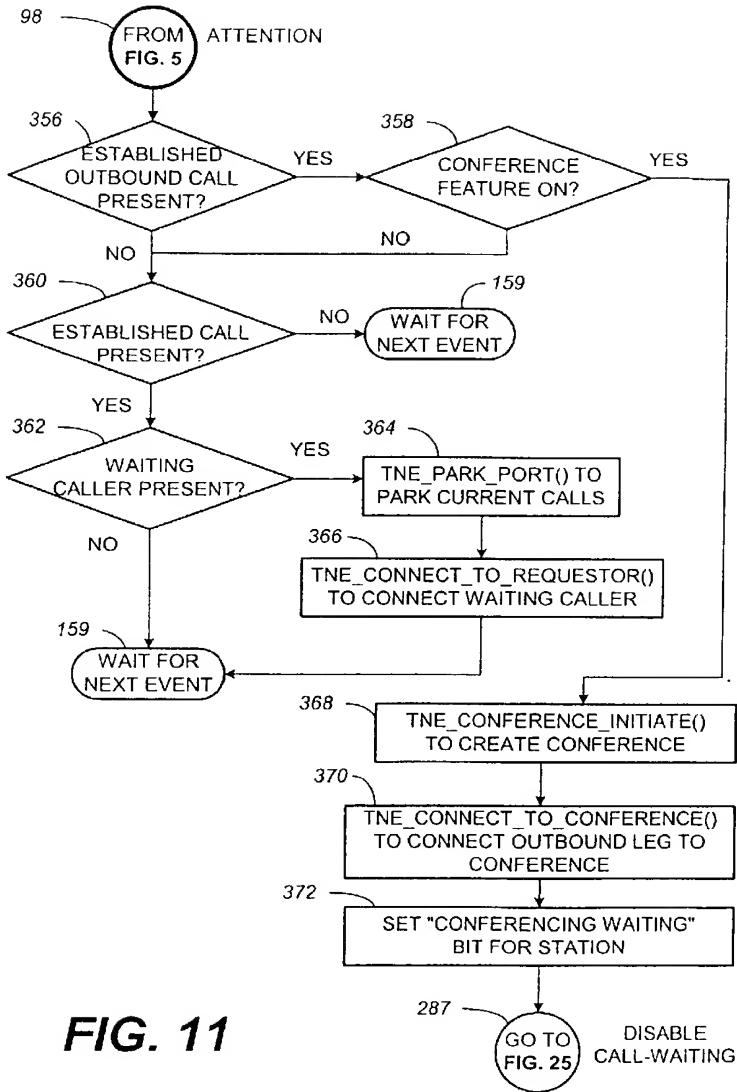 98
FROM
FIG. 5
ATTENTION
356
ESTABLISHED
OUTBOUND CALL
PRESENT?
YES
358
CONFERENCE
FEATURE ON?
YES
NO
NO
360
ESTABLISHED CALL
PRESENT?
NO
159
WAIT FOR
NEXT EVENT
YES
362
WAITING
CALLER PRESENT?
YES
364
TNE_PARK_PORT() TO
PARK CURRENT CALLS
NO
366
TNE_CONNECT_TO_REQUESTOR()
TO CONNECT WAITING CALLER
159
WAIT FOR
NEXT EVENT
368
TNE_CONFERENCE_INITIATE()
TO CREATE CONFERENCE
370
TNE_CONNECT_TO_CONFERENCE()
TO CONNECT OUTBOUND LEG TO
CONFERENCE
372
SET "CONFERENCING WAITING"
BIT FOR STATION
287
GO TO
FIG. 25
DISABLE
CALL-WAITING
FIG. 11